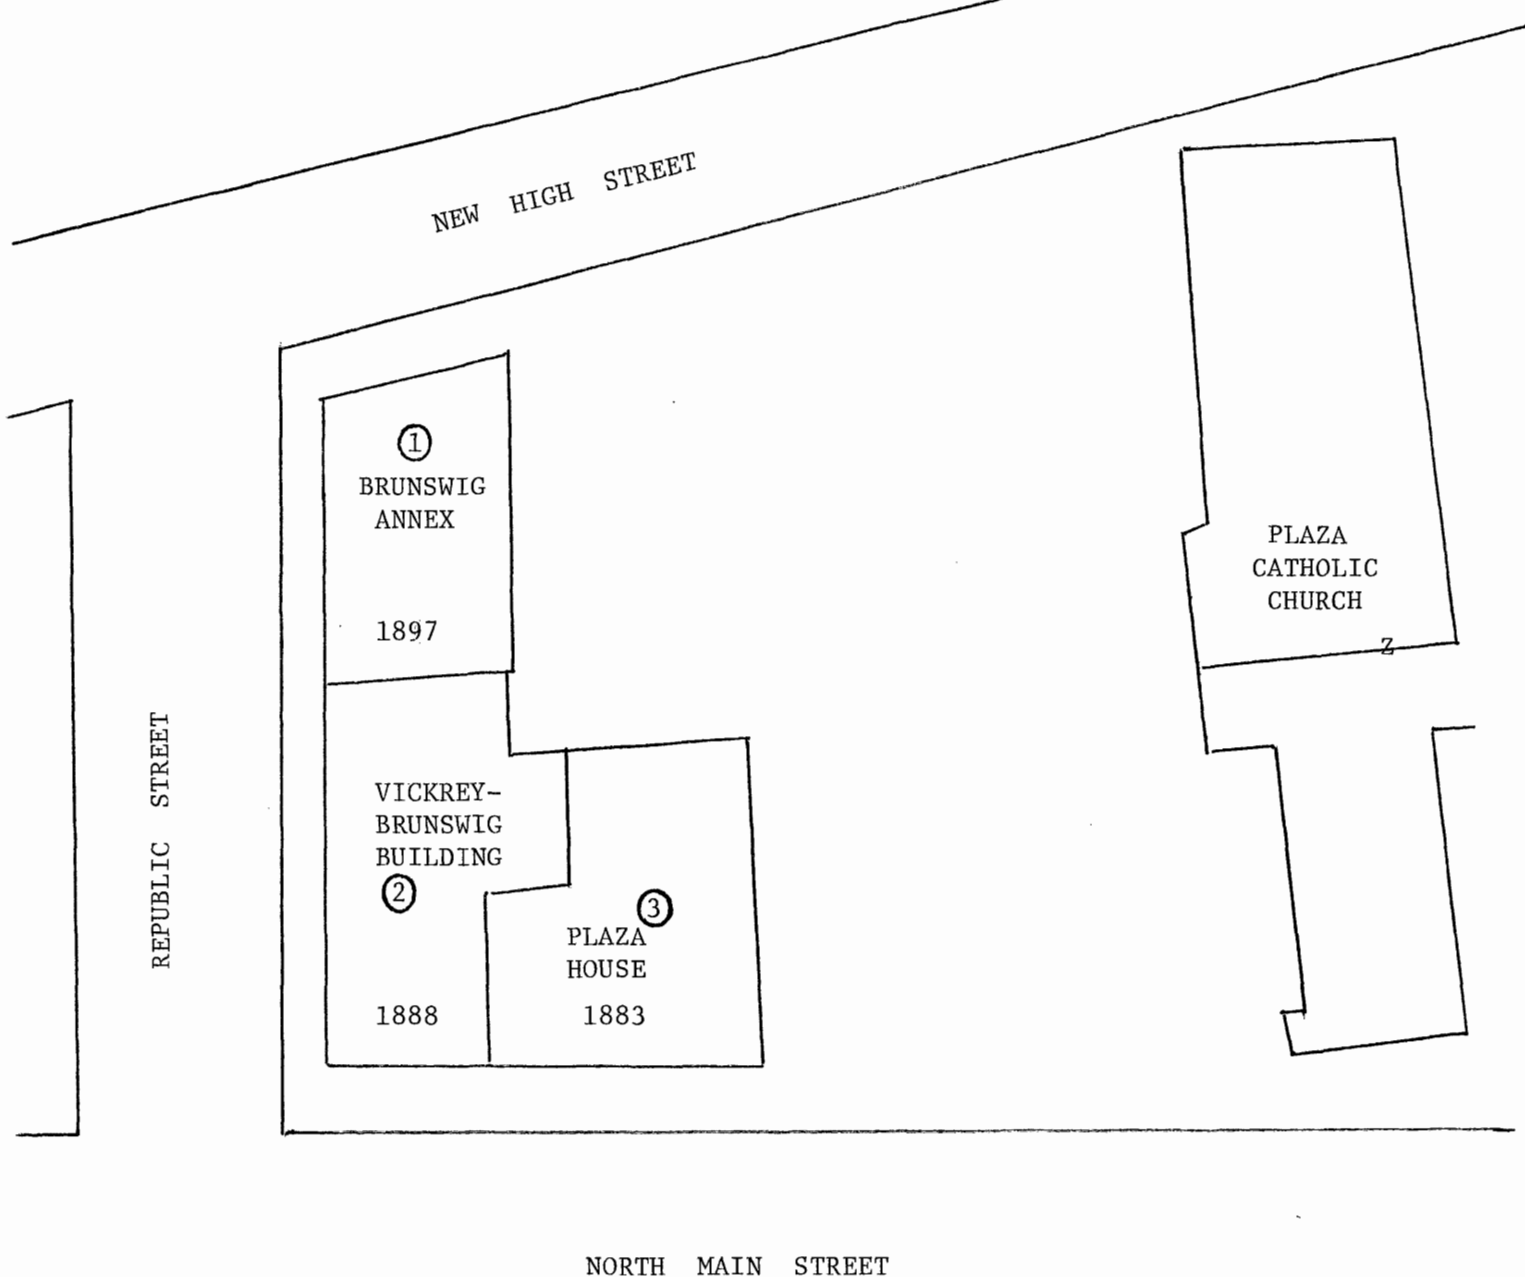 NEW HIGH STREET
1
BRUNSWIG
ANNEX
1897
PLAZA
CATHOLIC
CHURCH
Z
REPUBLIC STREET
VICKREY-
BRUNSWIG
BUILDING
2
1888
3
PLAZA
HOUSE
1883
NORTH MAIN STREET